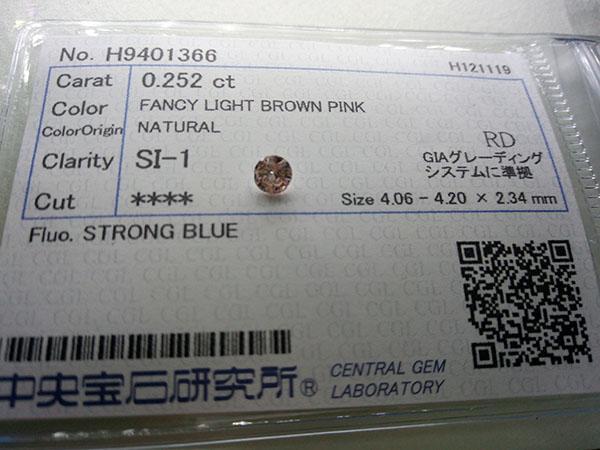 No. H9401366
H121119
Carat 0.252 ct
Color FANCY LIGHT BROWN PINK
ColorOrigin NATURAL
Clarity SI-1
RD
GIAグレーディング
システムに準拠
Cut ****
Size 4.06 - 4.20 × 2.34 mm
Fluo. STRONG BLUE
中央宝石研究所® CENTRAL GEM
LABORATORY